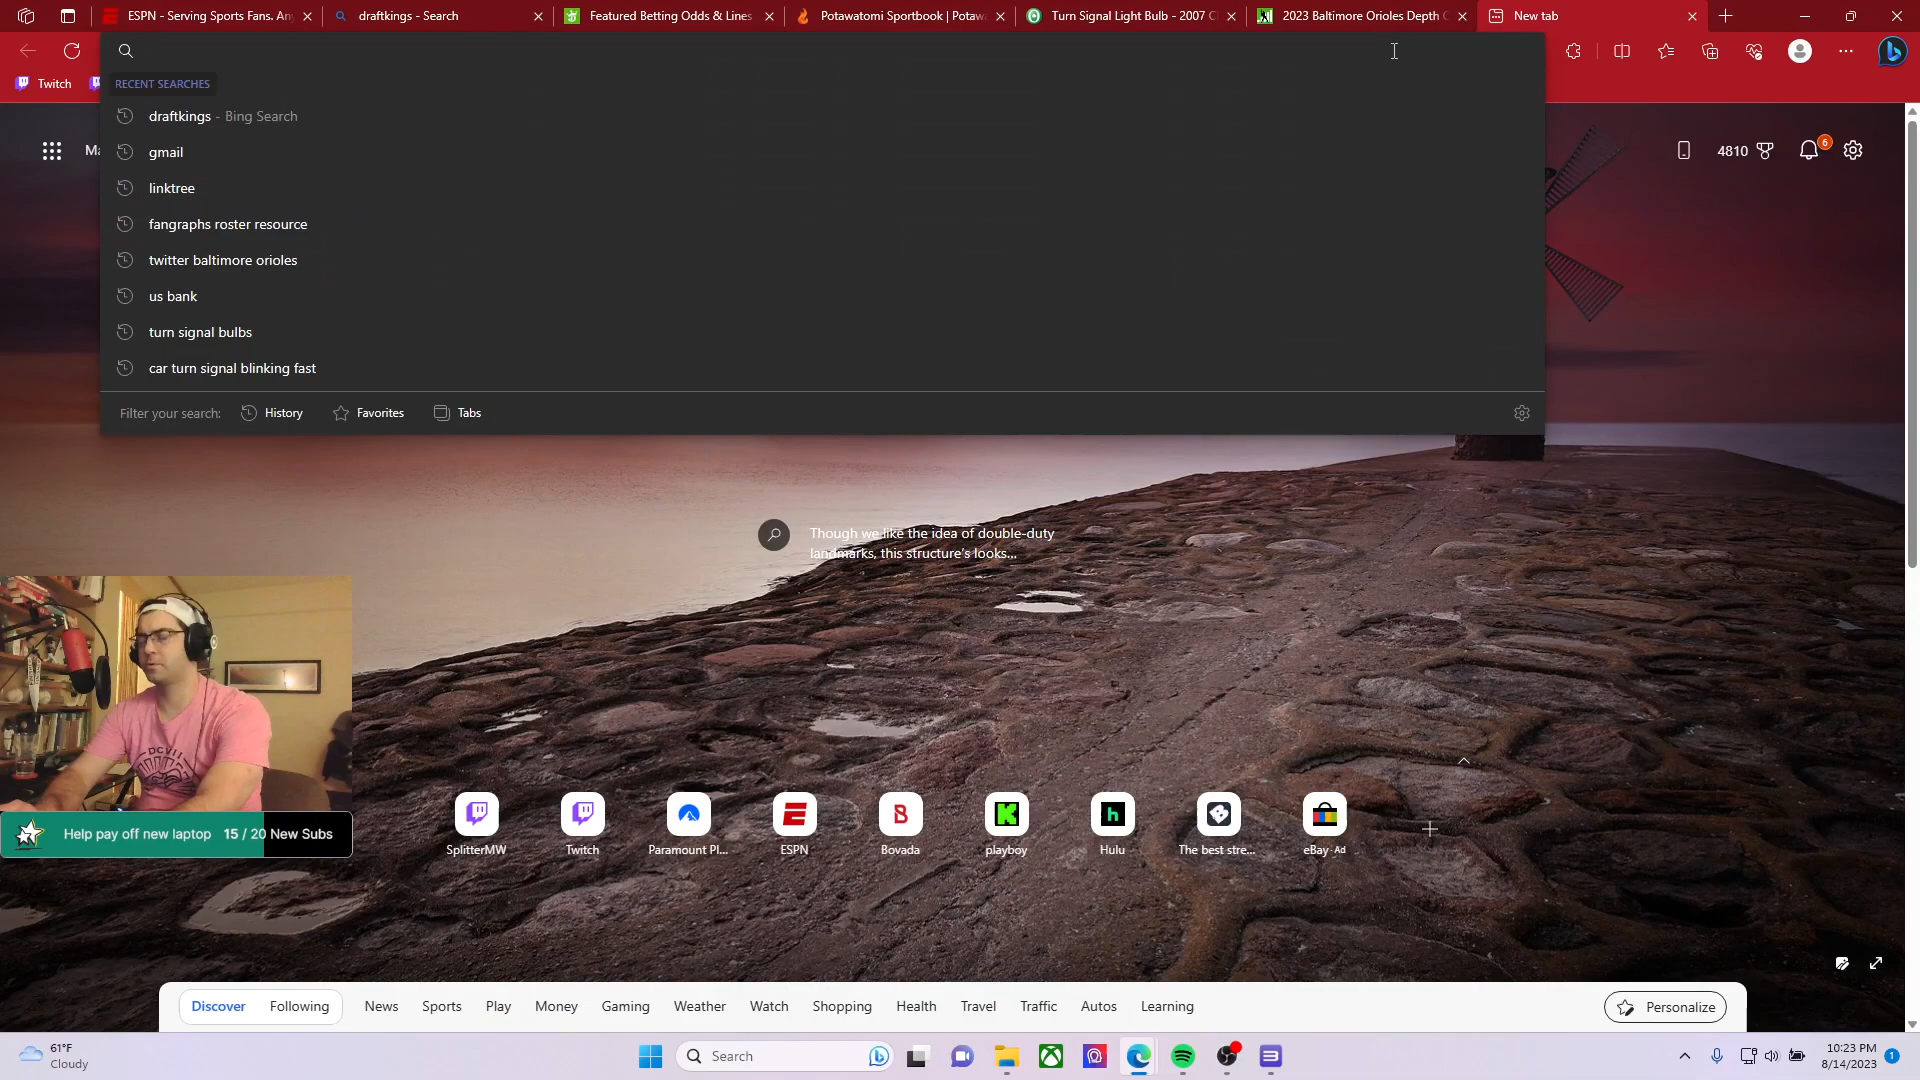 ESPN - Serving Sports Fans. An
draftkings - Search
Featured Betting Odds & Lines
Potawatomi Sportbook | Potaw
Turn Signal Light Bulb - 2007 C
2023 Baltimore Orioles Depth C
New tab
Twitch
RECENT SEARCHES
draftkings - Bing Search
gmail
linktree
fangraphs roster resource
twitter baltimore orioles
us bank
turn signal bulbs
car turn signal blinking fast
Filter your search: History Favorites Tabs
Ma
4810
6
Though we like the idea of double-duty
landmarks, this structure's looks...
DCVII
Help pay off new laptop 15 / 20 New Subs
SplitterMW
Twitch
Paramount Pl...
ESPN
Bovada
playboy
Hulu
The best stre...
eBay · Ad
Discover Following News Sports Play Money Gaming Weather Watch Shopping Health Travel Traffic Autos Learning Personalize
61°F
Cloudy
Search
10:23 PM
8/14/2023
1